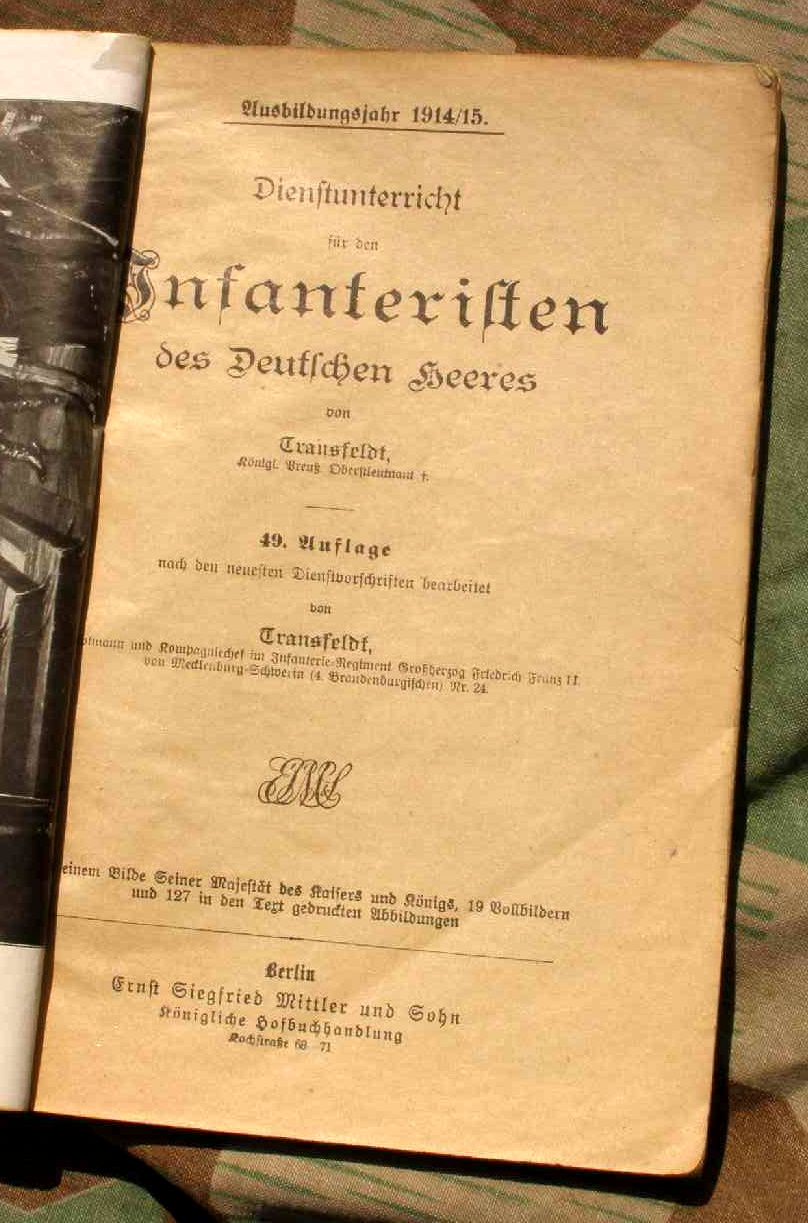 Ausbildungsjahr 1914/15.
Dienstunterricht
für den
Infanteristen
des Deutschen Heeres
von
Transfeldt,
Königl. Preuß. Oberstleutnant †.
49. Auflage
nach den neuesten Dienstvorschriften bearbeitet
von
Transfeldt,
ptmann und Kompagniechef im Infanterie-Regiment Großherzog Friedrich Franz II.
von Mecklenburg-Schwerin (4. Brandenburgischen) Nr. 24.
einem Bilde Seiner Majestät des Kaisers und Königs, 19 Vollbildern
und 127 in den Text gedruckten Abbildungen
Berlin
Ernst Siegfried Mittler und Sohn
Königliche Hofbuchhandlung
Kochstraße 68 71